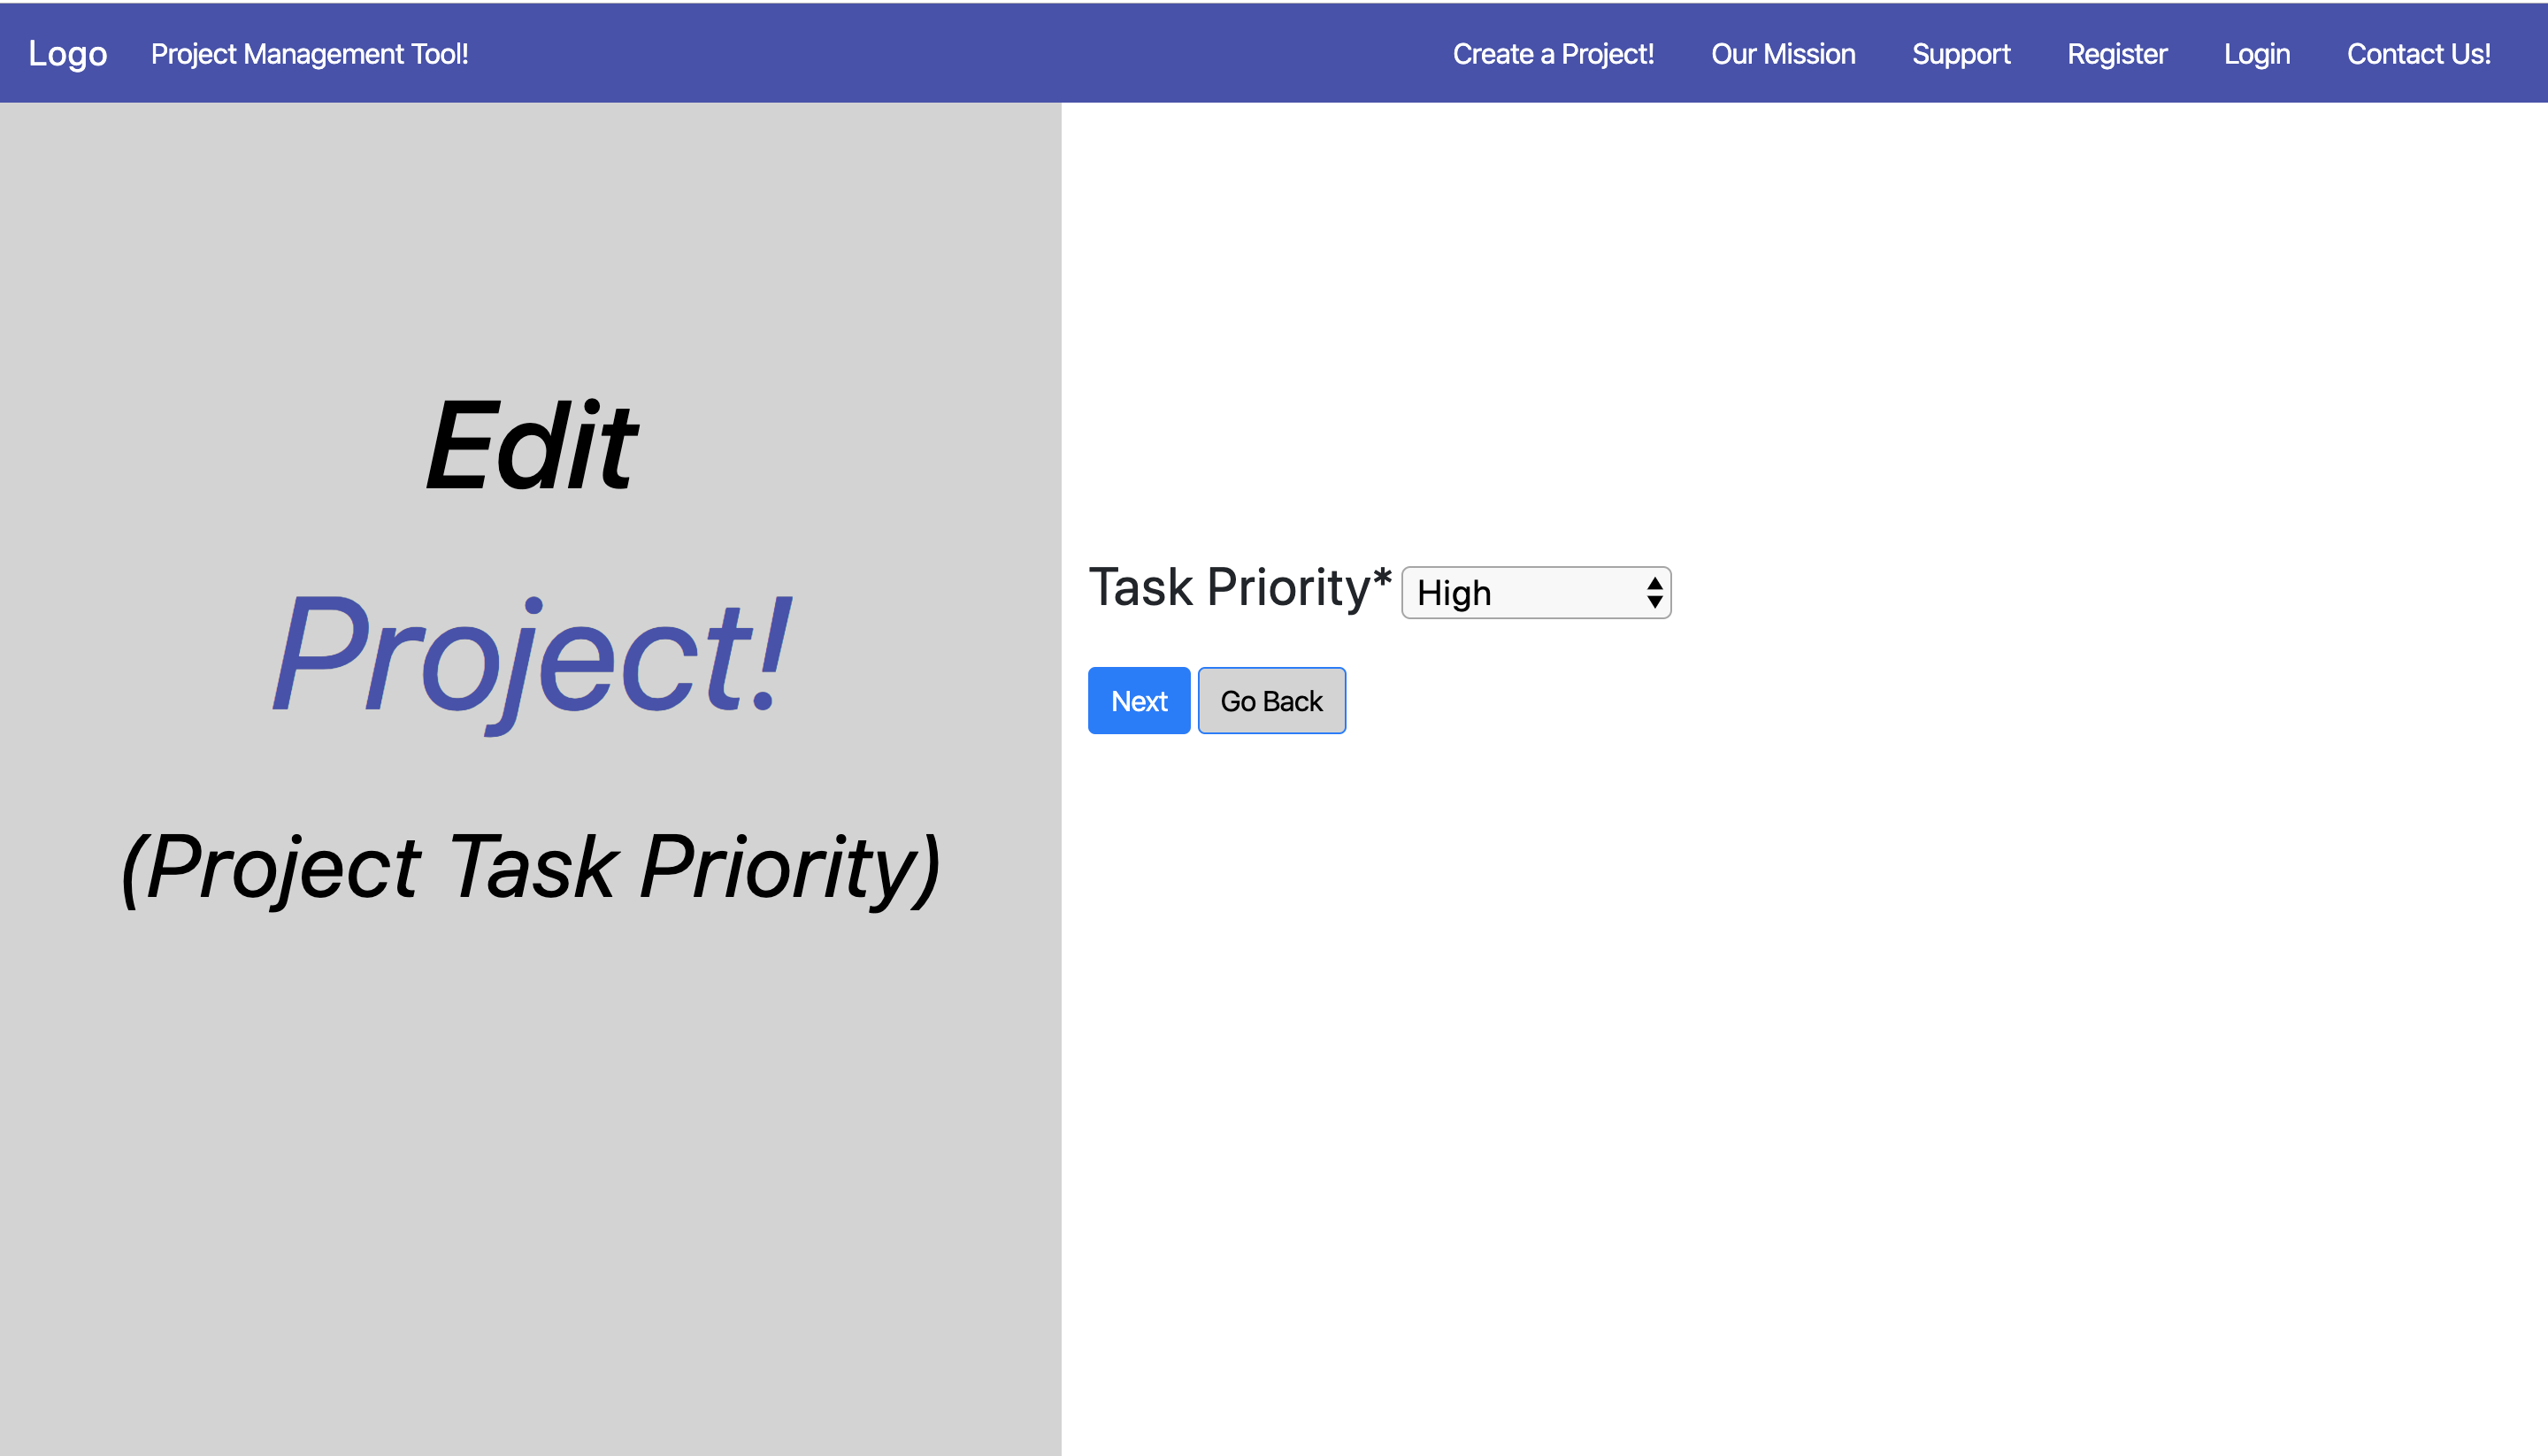 Logo Project Management Tool! Create a Project! Our Mission Support Register Login Contact Us!
Edit
Project!
(Project Task Priority)
Task Priority* High
Next Go Back